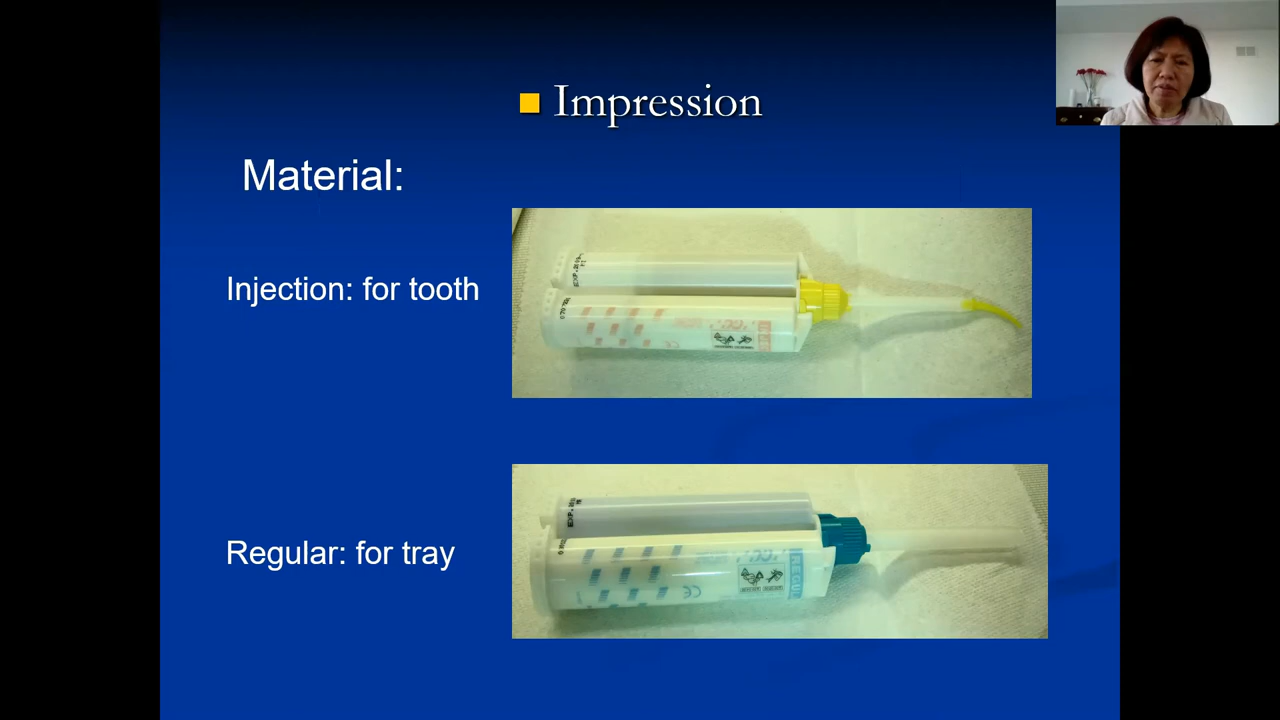 Impression
Material:
Injection: for tooth
Regular: for tray